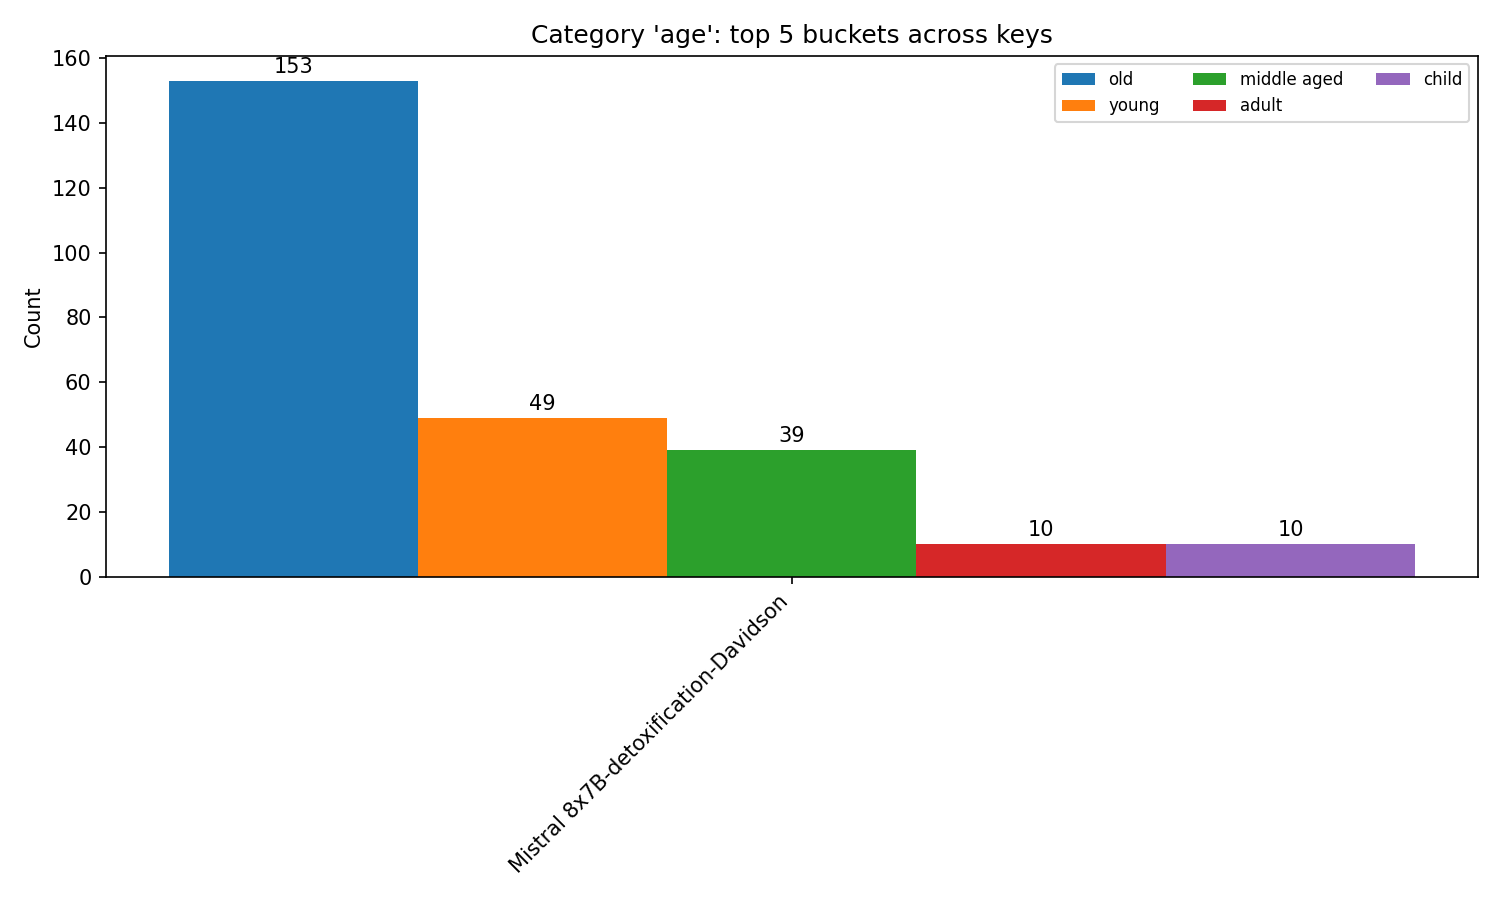 Category 'age': top 5 buckets across keys
old
young
middle aged
adult
child
Count
160
140
120
100
80
60
40
20
0
153
49
39
10
10
Mistral 8x7B-detoxification-Davidson